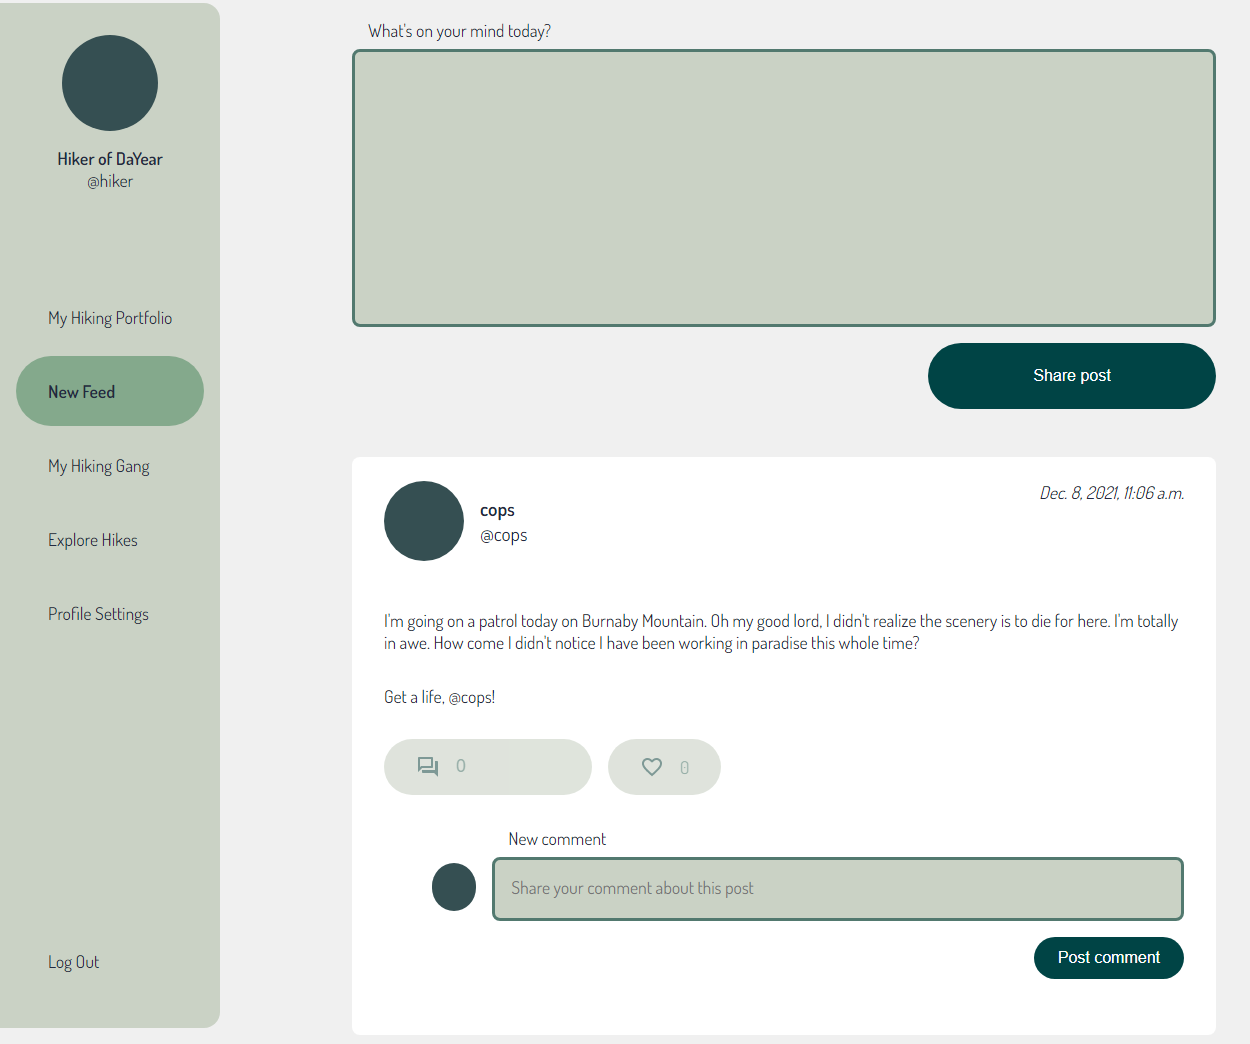 Hiker of DaYear
@hiker
My Hiking Portfolio
New Feed
My Hiking Gang
Explore Hikes
Profile Settings
Log Out
What's on your mind today?
Share post
cops
@cops
Dec. 8, 2021, 11:06 a.m.
I'm going on a patrol today on Burnaby Mountain. Oh my good lord, I didn't realize the scenery is to die for here. I'm totally
in awe. How come I didn't notice I have been working in paradise this whole time?
Get a life, @cops!
0
0
New comment
Share your comment about this post
Post comment